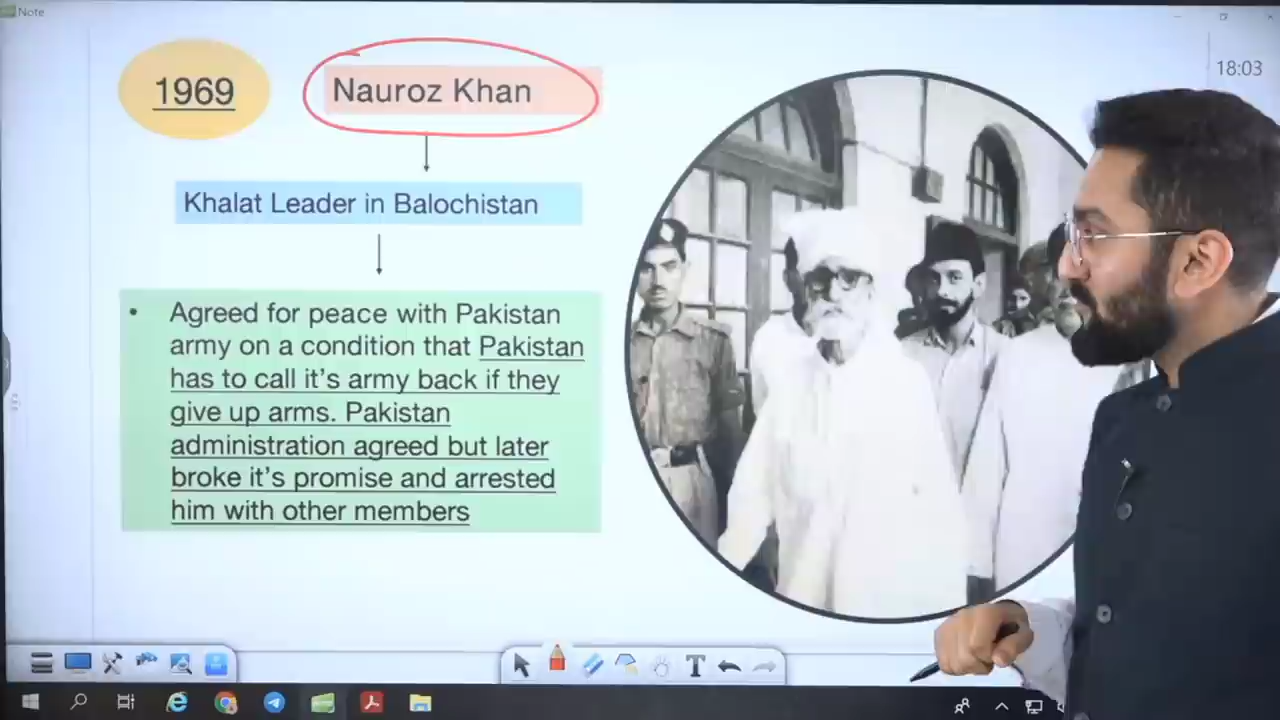 Note
18:03
1969
Nauroz Khan
Khalat Leader in Balochistan
• Agreed for peace with Pakistan
army on a condition that Pakistan
has to call it's army back if they
give up arms. Pakistan
administration agreed but later
broke it's promise and arrested
him with other members
T